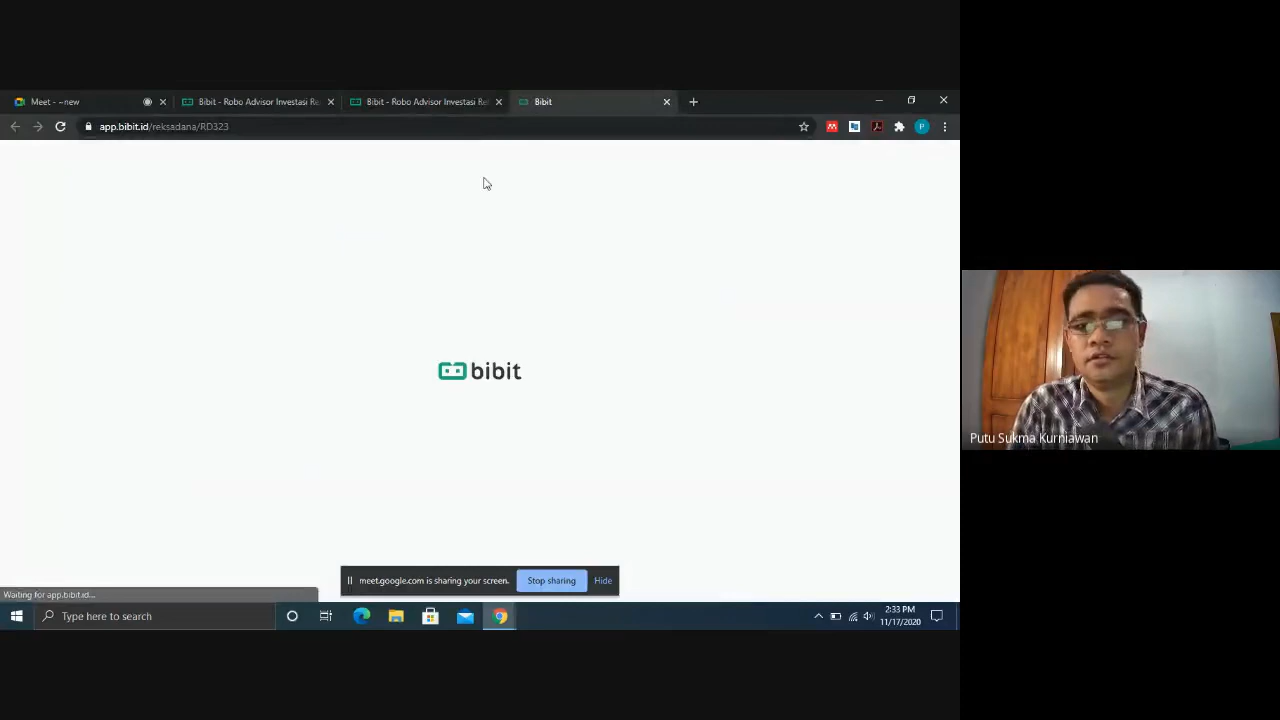 Meet - ~new
Bibit - Robo Advisor Investasi Re
Bibit - Robo Advisor Investasi Re
Bibit
app.bibit.id/reksadana/RD323
P
bibit
Putu Sukma Kurniawan
meet.google.com is sharing your screen.
Stop sharing
Hide
Waiting for app.bibit.id...
Type here to search
2:33 PM
11/17/2020